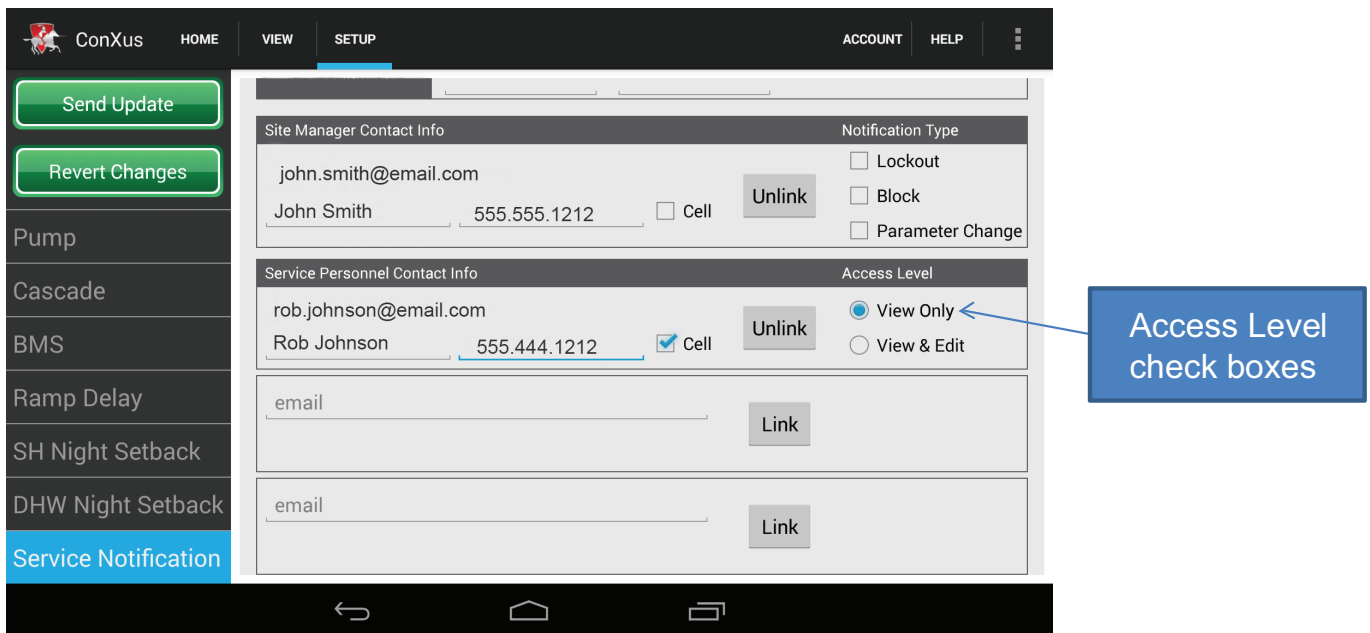 ConXus HOME VIEW SETUP ACCOUNT HELP
Send Update
Revert Changes
Pump
Cascade
BMS
Ramp Delay
SH Night Setback
DHW Night Setback
Service Notification
Site Manager Contact Info Notification Type
john.smith@email.com
John Smith 555.555.1212 Cell Unlink
Lockout
Block
Parameter Change
Service Personnel Contact Info Access Level
rob.johnson@email.com
Rob Johnson 555.444.1212 Cell Unlink
View Only
View & Edit
email Link
email Link
Access Level
check boxes